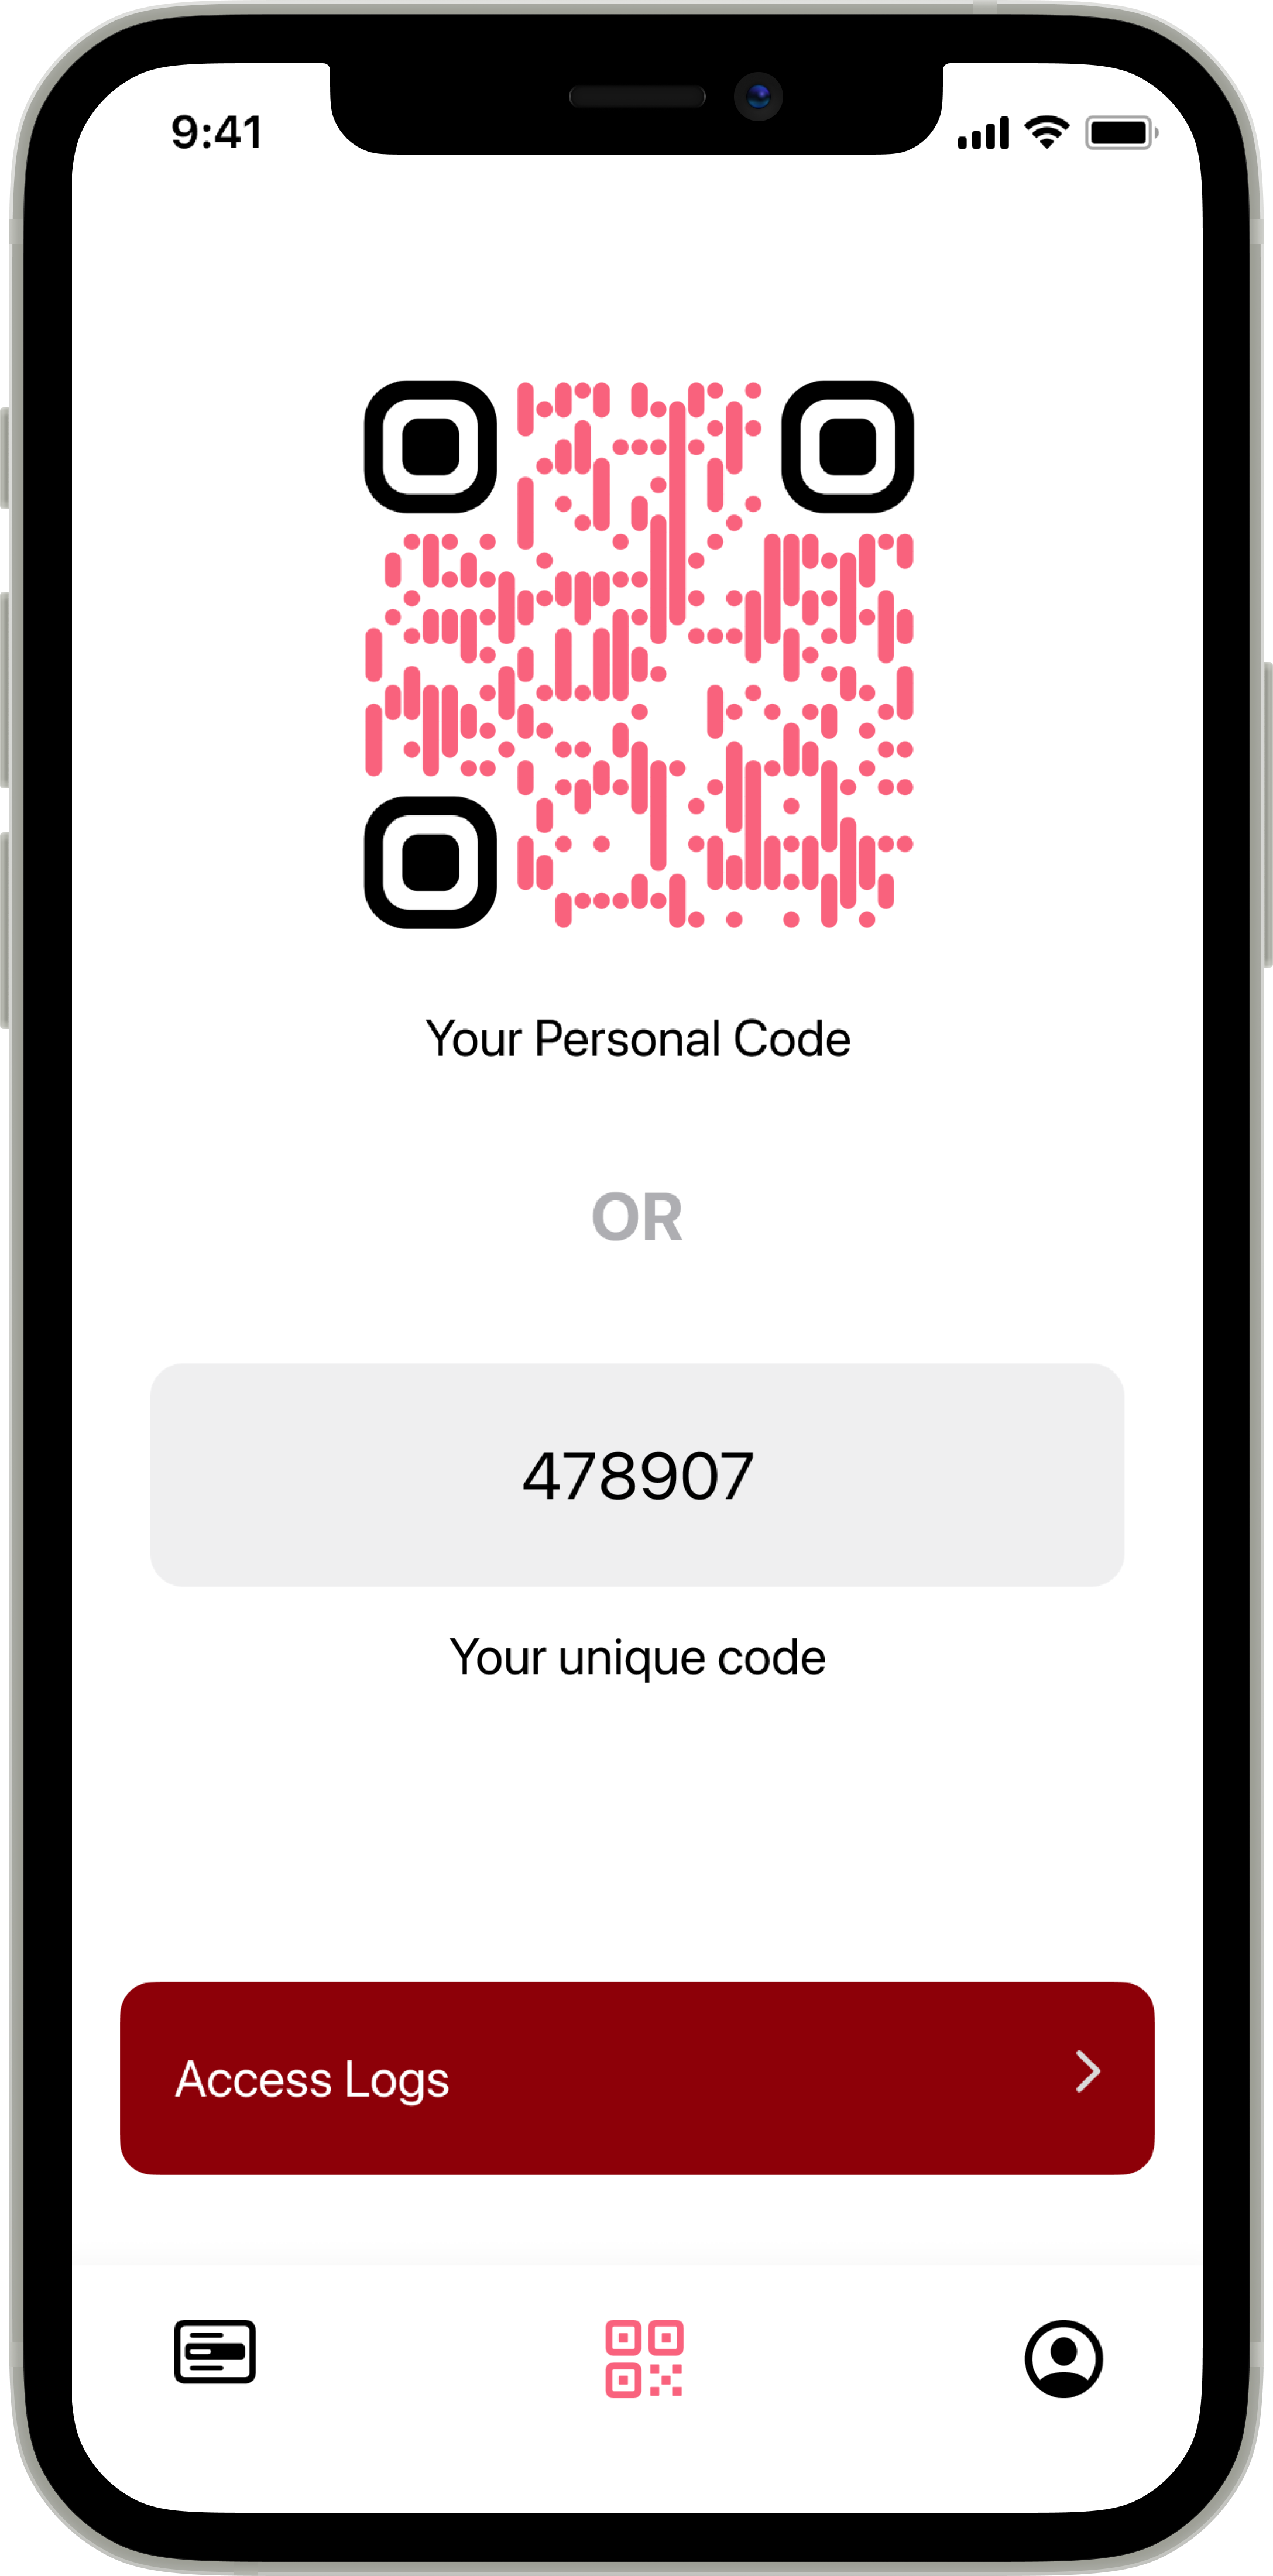 9:41
Your Personal Code
OR
478907
Your unique code
Access Logs